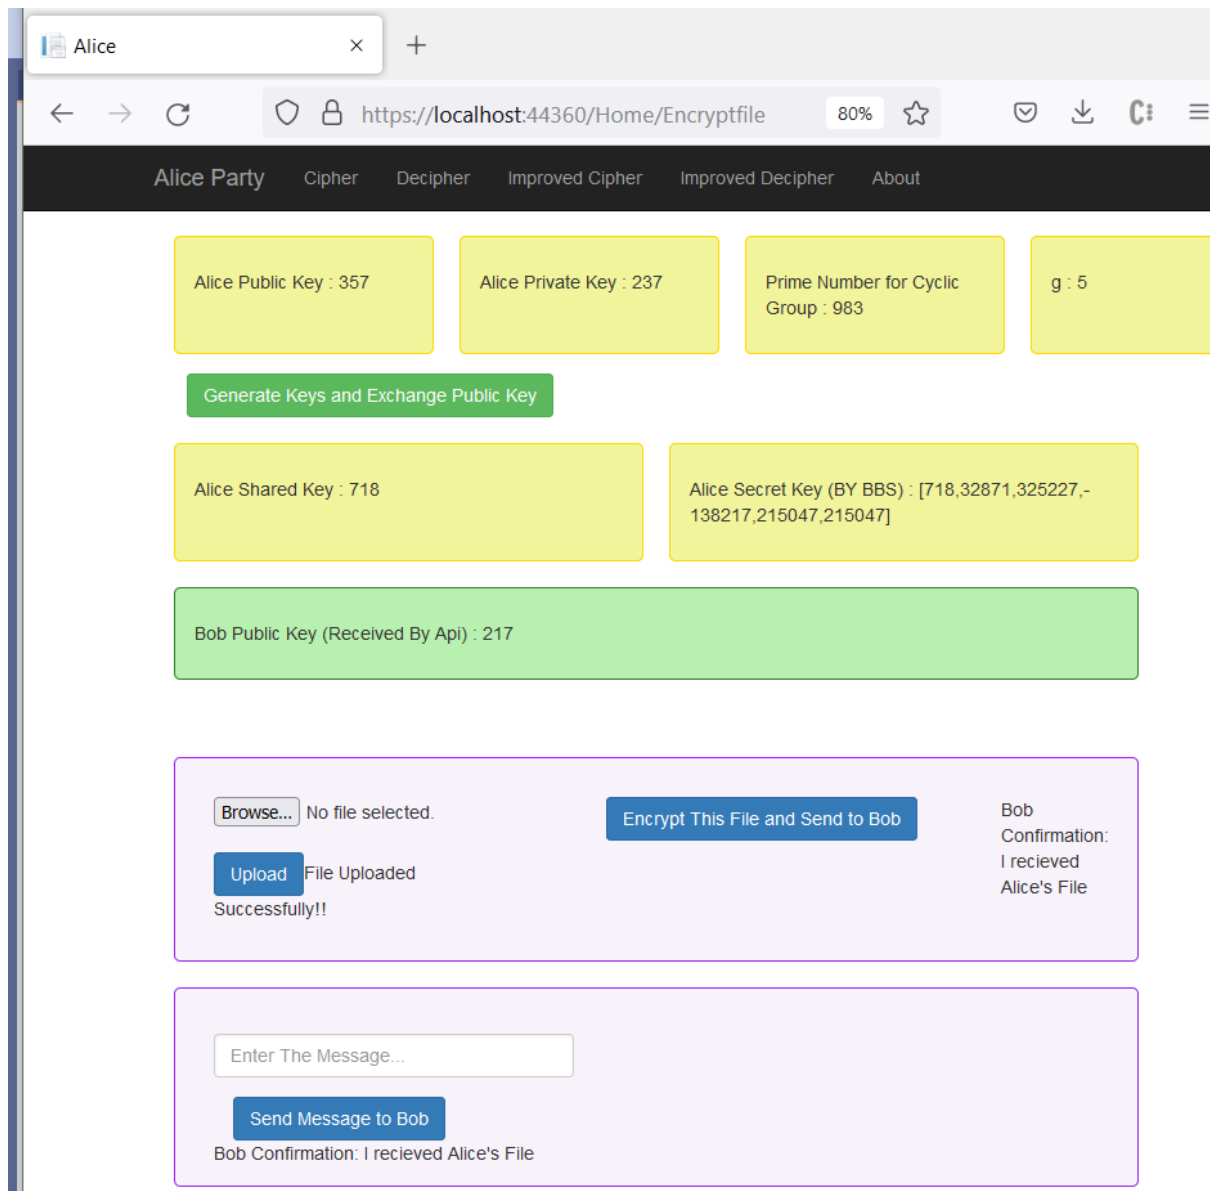 Alice
https://localhost:44360/Home/Encryptfile
80%
Alice Party
Cipher
Decipher
Improved Cipher
Improved Decipher
About
Alice Public Key : 357
Alice Private Key : 237
Prime Number for Cyclic
Group : 983
g : 5
Generate Keys and Exchange Public Key
Alice Shared Key : 718
Alice Secret Key (BY BBS) : [718,32871,325227,-
138217,215047,215047]
Bob Public Key (Received By Api) : 217
Browse... No file selected.
Upload File Uploaded
Successfully!!
Encrypt This File and Send to Bob
Bob
Confirmation:
I recieved
Alice's File
Enter The Message...
Send Message to Bob
Bob Confirmation: I recieved Alice's File